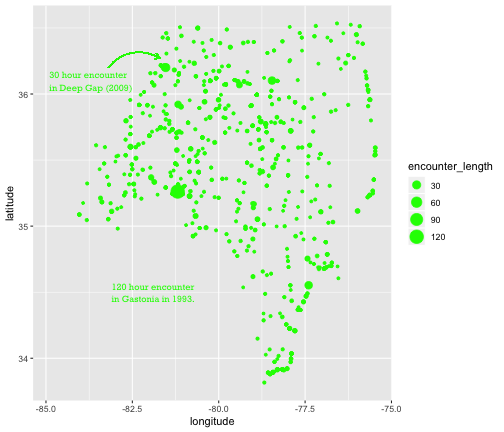 30 hour encounter
in Deep Gap (2009)
120 hour encounter
in Gastonia in 1993.
36
35
34
-85.0
-82.5
-80.0
-77.5
-75.0
longitude
latitude
encounter_length
30
60
90
120